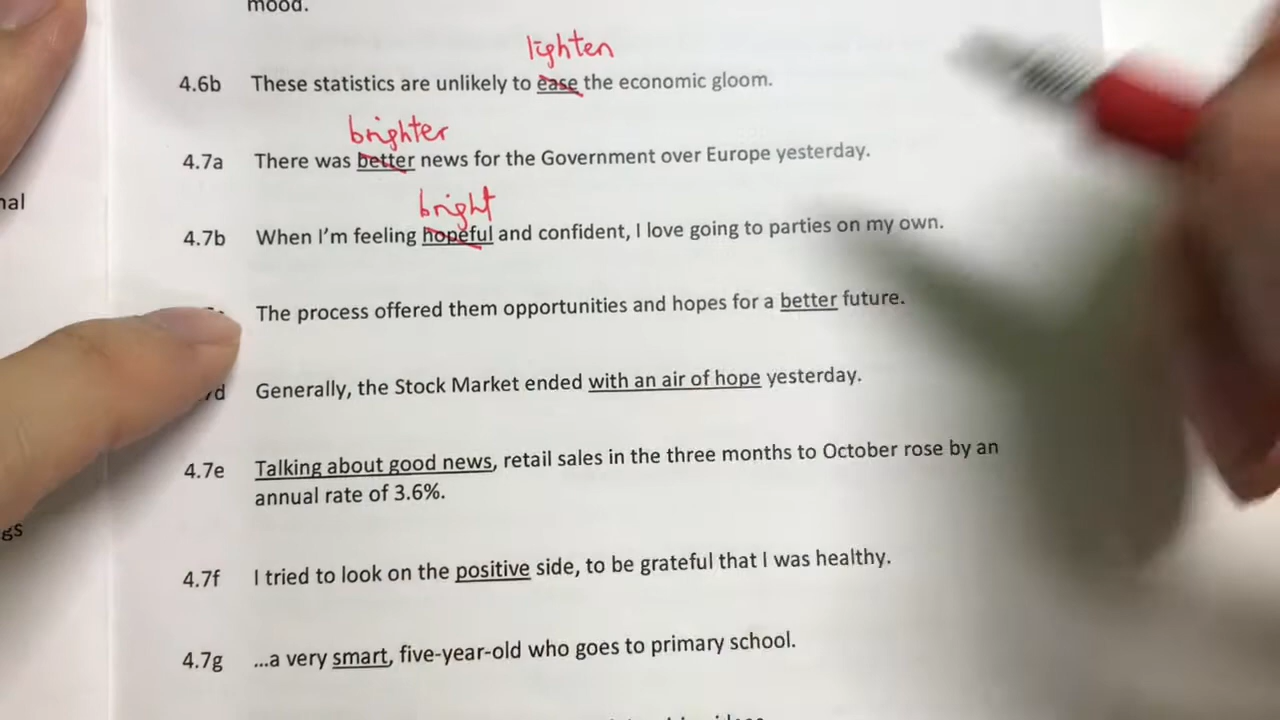 mood.
lighten
4.6b These statistics are unlikely to ease the economic gloom.
brighter
4.7a There was better news for the Government over Europe yesterday.
bright
nal
4.7b When I'm feeling hopeful and confident, I love going to parties on my own.
The process offered them opportunities and hopes for a better future.
d Generally, the Stock Market ended with an air of hope yesterday.
4.7e Talking about good news, retail sales in the three months to October rose by an
annual rate of 3.6%.
gs
4.7f I tried to look on the positive side, to be grateful that I was healthy.
4.7g ...a very smart, five-year-old who goes to primary school.